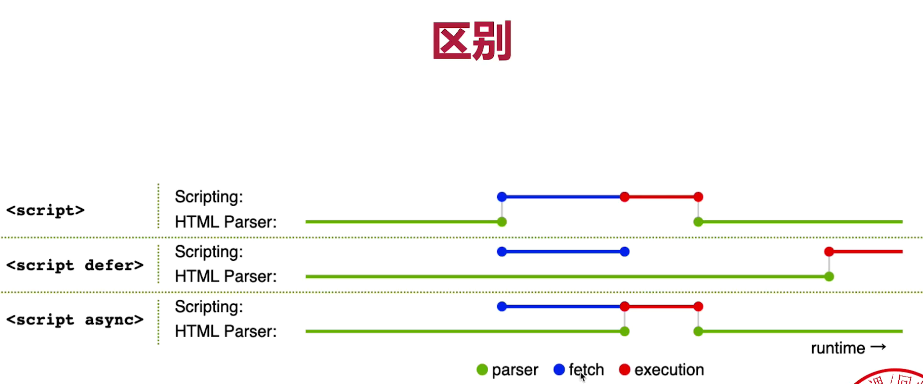 区别
<script>
Scripting:
HTML Parser:
<script defer>
Scripting:
HTML Parser:
<script async>
Scripting:
HTML Parser:
runtime →
parser fetch execution